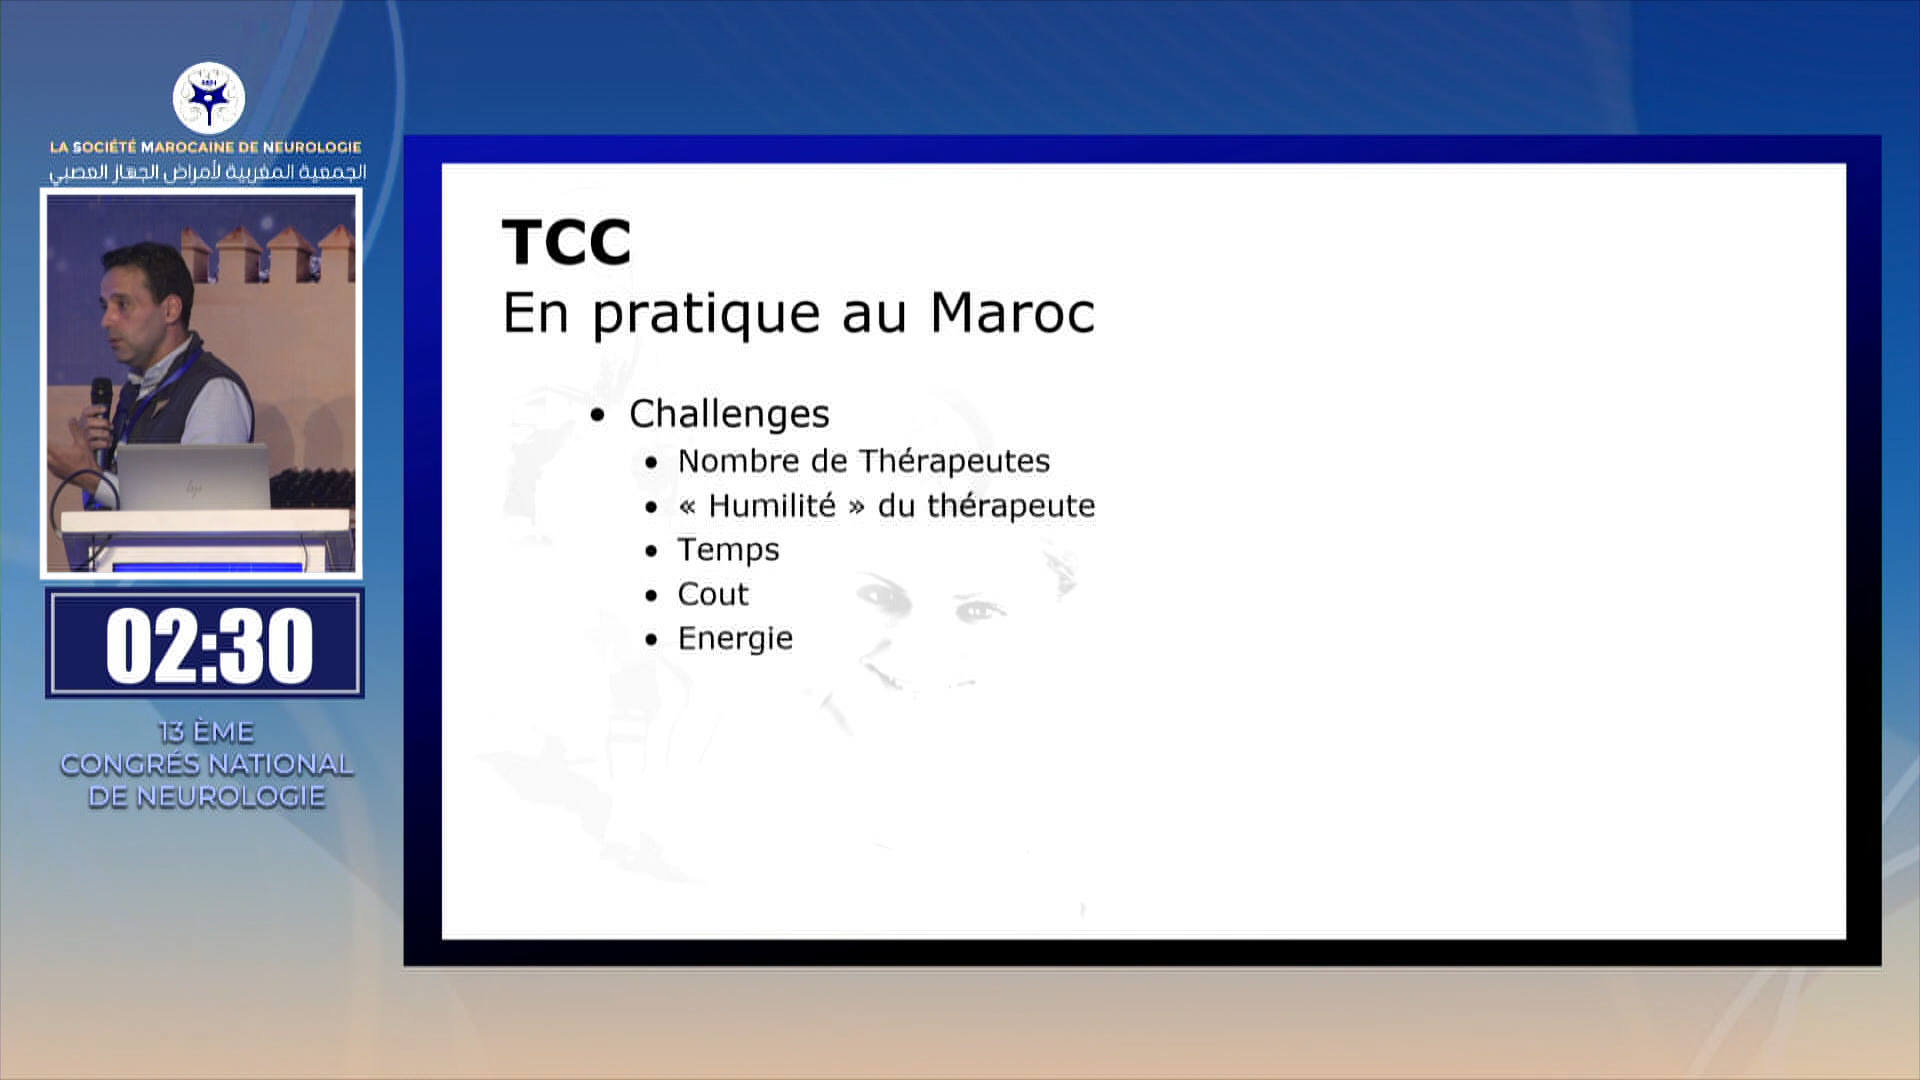 LA SOCIÉTÉ MAROCAINE DE NEUROLOGIE
الجمعية المغربية لأمراض الجهاز العصبي
02:30
13 ÈME
CONGRÉS NATIONAL
DE NEUROLOGIE
TCC
En pratique au Maroc
• Challenges
• Nombre de Thérapeutes
• « Humilité » du thérapeute
• Temps
• Cout
• Energie